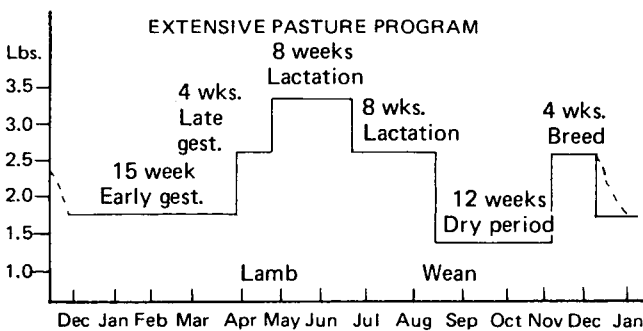 EXTENSIVE PASTURE PROGRAM
Lbs.
8 weeks
Lactation
4 wks.
Late
gest.
8 wks.
Lactation
4 wks.
Breed
15 week
Early gest.
12 weeks
Dry period
3.5
3.0
2.5
2.0
1.5
1.0
Lamb
Wean
Dec Jan Feb Mar Apr May Jun Jul Aug Sep Oct Nov Dec Jan